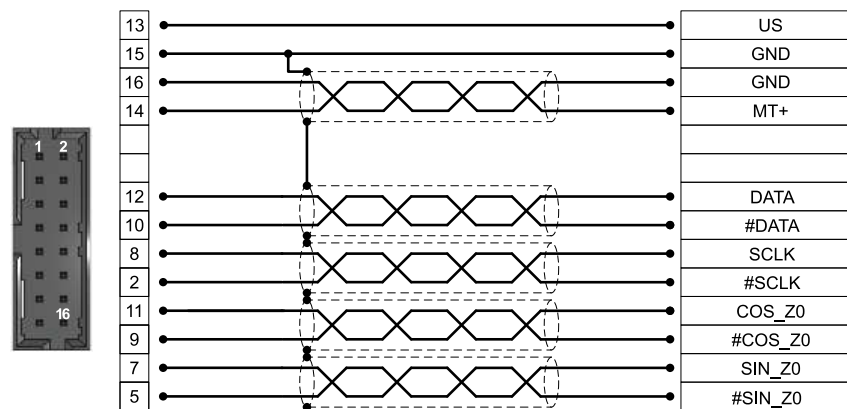 13 US
15 GND
16 GND
14 MT+
1 2
12 DATA
10 #DATA
8 SCLK
2 #SCLK
16
11 COS_Z0
9 #COS_Z0
7 SIN_Z0
5 #SIN_Z0